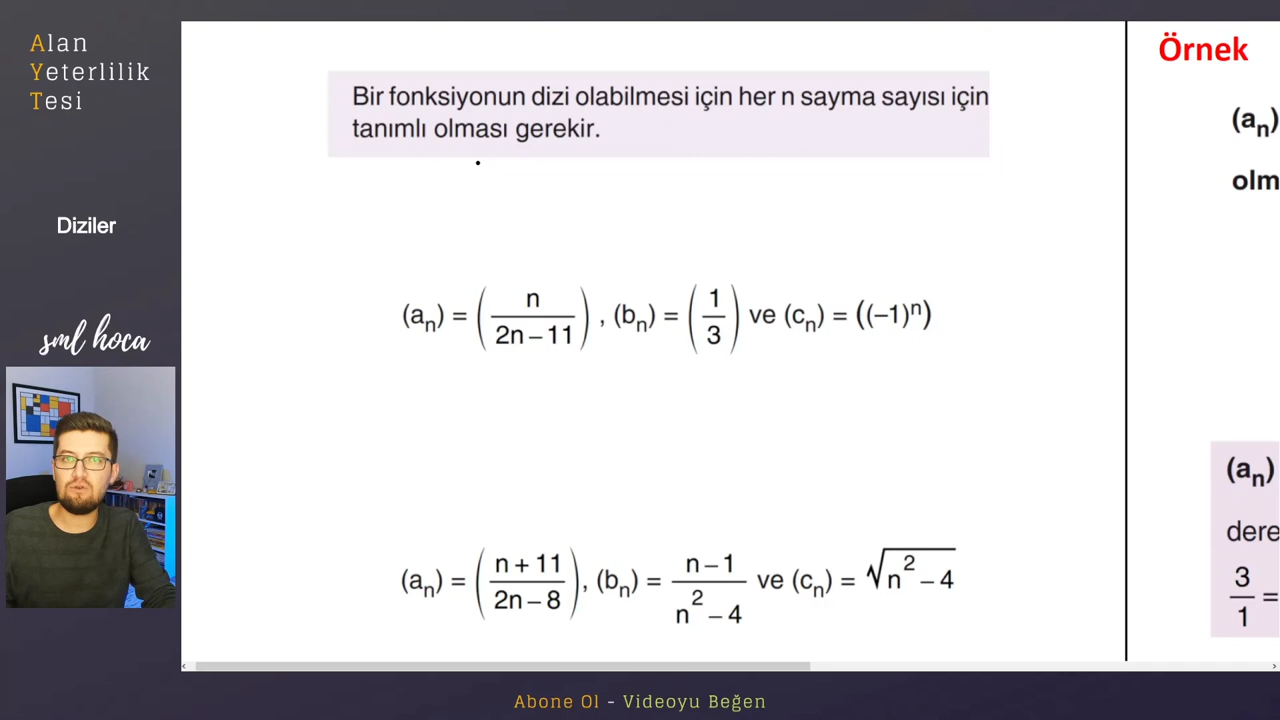 Alan
Yeterlilik
Tesi
Diziler
sml hoca
Bir fonksiyonun dizi olabilmesi için her n sayma sayısı için
tanımlı olması gerekir.
(aₙ) = (n / 2n – 11), (bₙ) = (1 / 3) ve (cₙ) = ((–1)ⁿ)
(aₙ) = (n + 11 / 2n – 8), (bₙ) = n – 1 / n² – 4 ve (cₙ) = √n² – 4
Örnek
(aₙ)
olm
(aₙ)
dere
3/1 =
Abone Ol - Videoyu Beğen